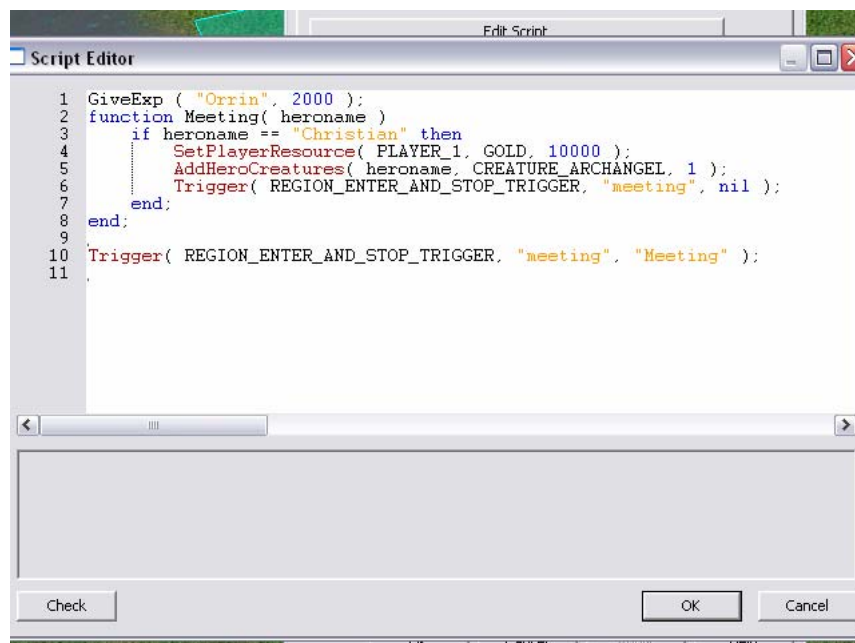 Edit Script
Script Editor
1 GiveExp ( "Orrin", 2000 );
2 function Meeting( heroname )
3 if heroname == "Christian" then
4 SetPlayerResource( PLAYER_1, GOLD, 10000 );
5 AddHeroCreatures( heroname, CREATURE_ARCHANGEL, 1 );
6 Trigger( REGION_ENTER_AND_STOP_TRIGGER, "meeting", nil );
7 end;
8 end;
9
10 Trigger( REGION_ENTER_AND_STOP_TRIGGER, "meeting", "Meeting" );
11
Check
OK
Cancel